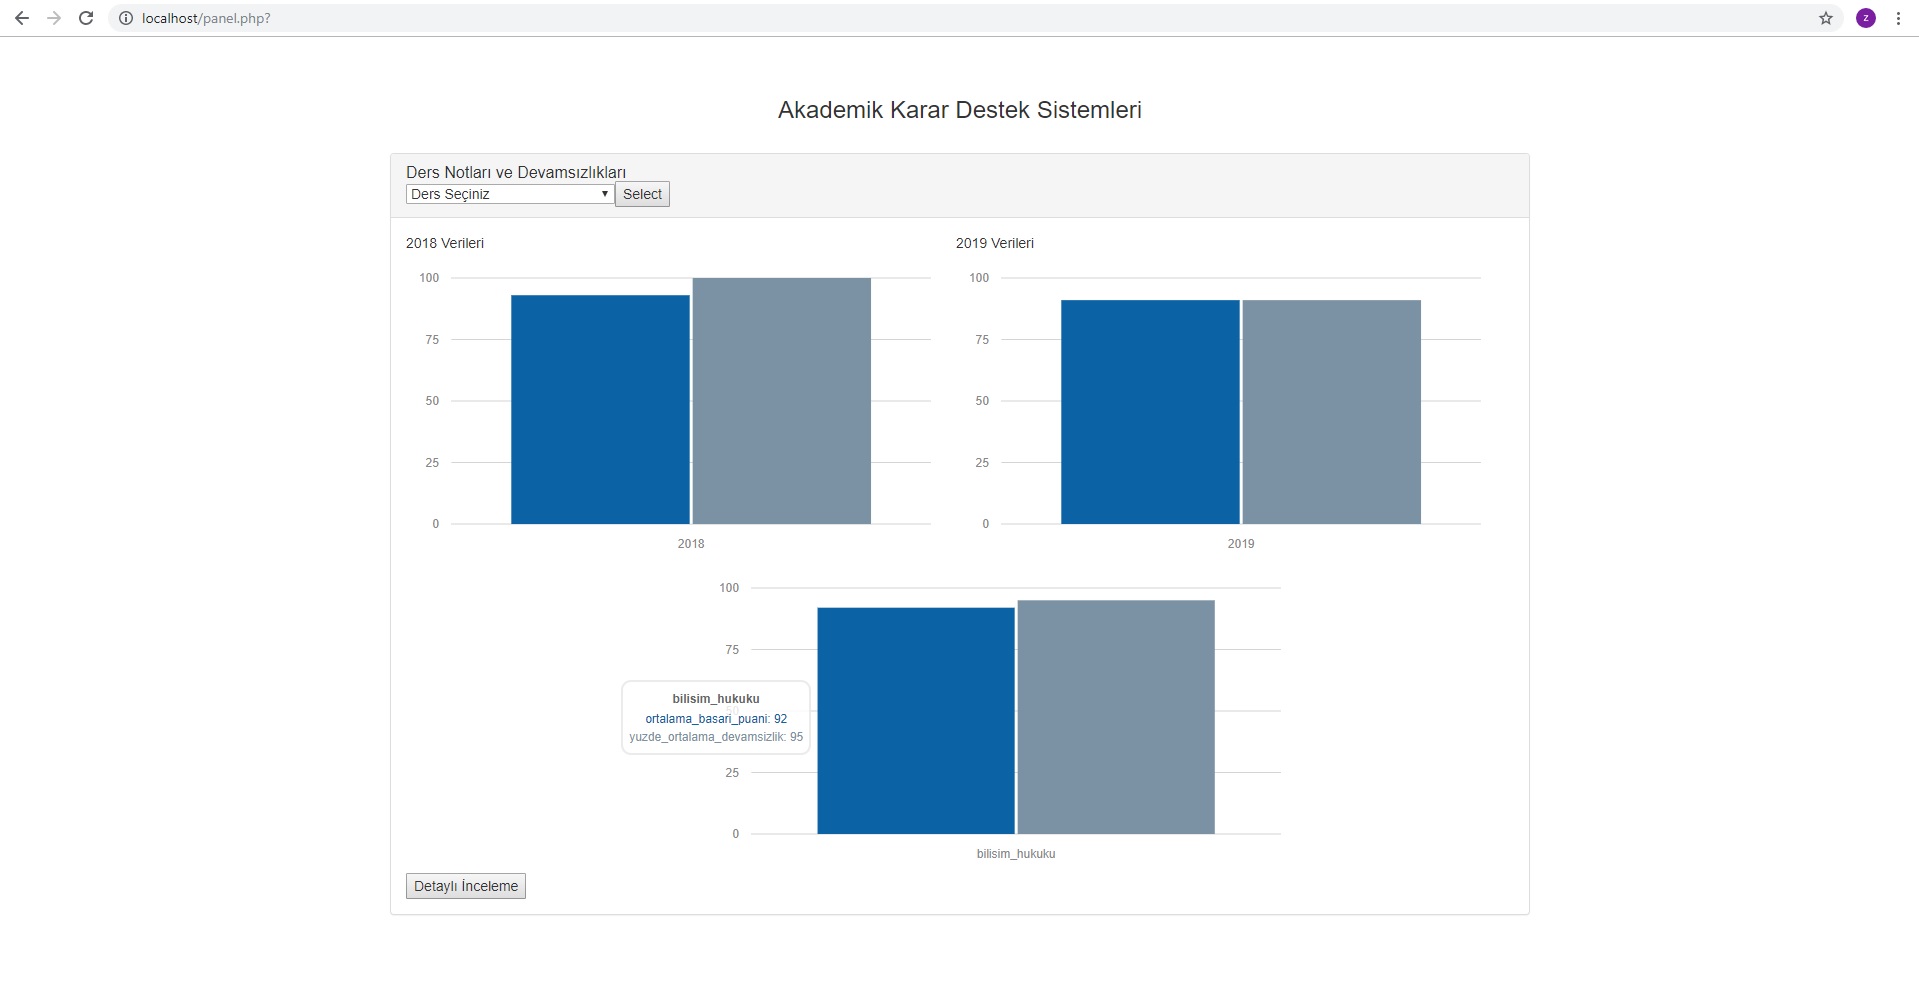 localhost/panel.php?
z
Akademik Karar Destek Sistemleri
Ders Notları ve Devamsızlıkları
Ders Seçiniz Select
2018 Verileri
100
75
50
25
0
2018
2019 Verileri
100
75
50
25
0
2019
100
75
50
25
0
bilisim_hukuku
ortalama_basari_puani: 92
yuzde_ortalama_devamsizlik: 95
bilisim_hukuku
Detaylı İnceleme